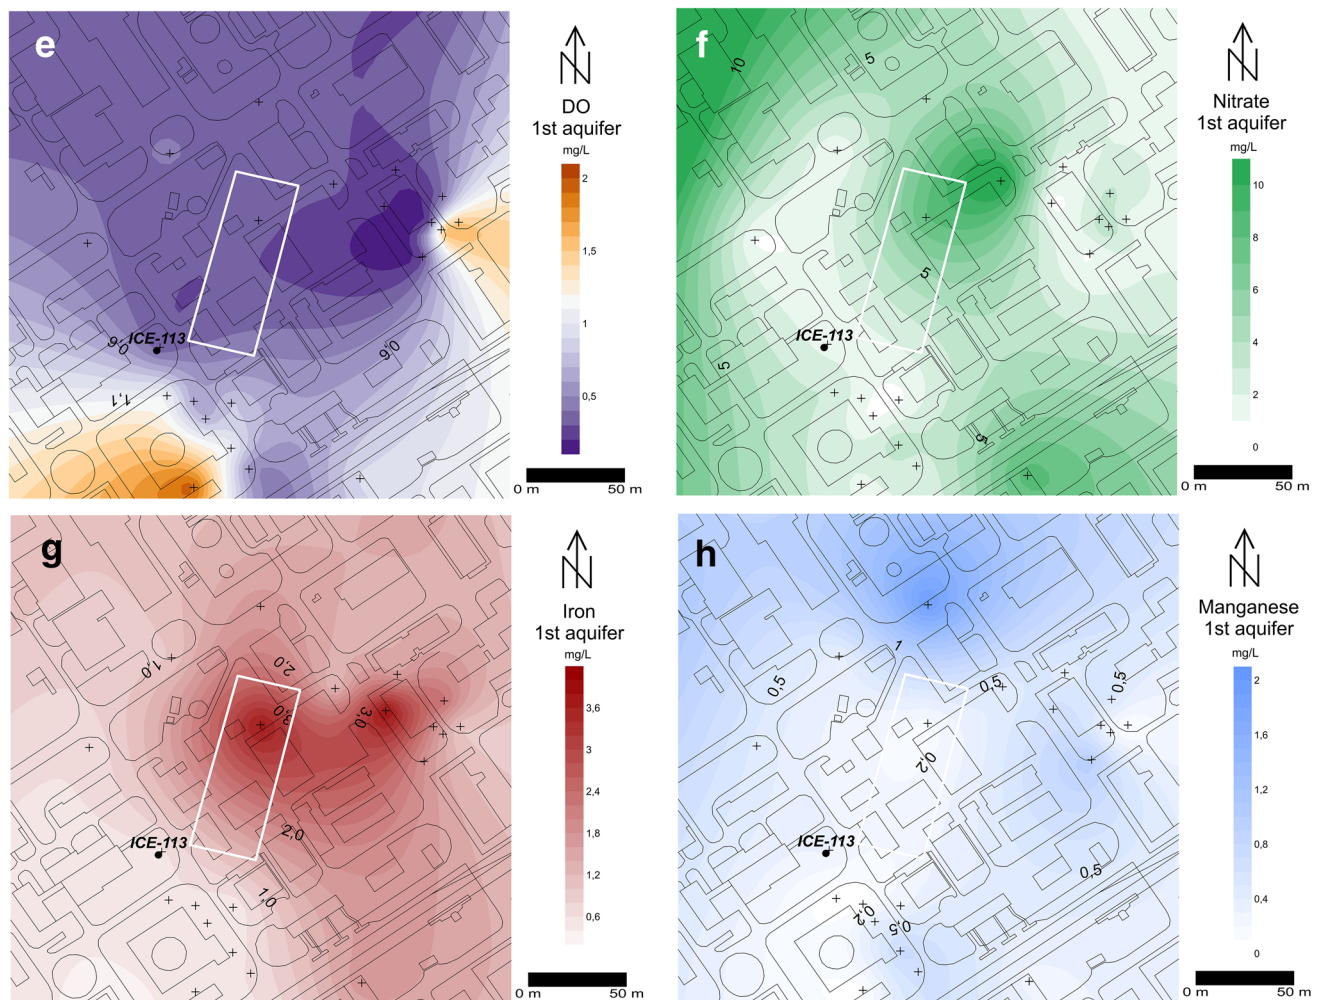 e
N
DO
1st aquifer
mg/L
2
1,5
1
0,5
0 m 50 m
ICE-113
0,6
0,6
1,1
f
N
Nitrate
1st aquifer
mg/L
10
8
6
4
2
0
0 m 50 m
10
5
5
5
5
ICE-113
g
N
Iron
1st aquifer
mg/L
3,6
3
2,4
1,8
1,2
0,6
0 m 50 m
1,0
2,0
3,0
3,0
2,0
1,0
ICE-113
h
N
Manganese
1st aquifer
mg/L
2
1,6
1,2
0,8
0,4
0
0 m 50 m
1
0,5
0,5
0,5
0,2
ICE-113
0,5
0,2
0,5